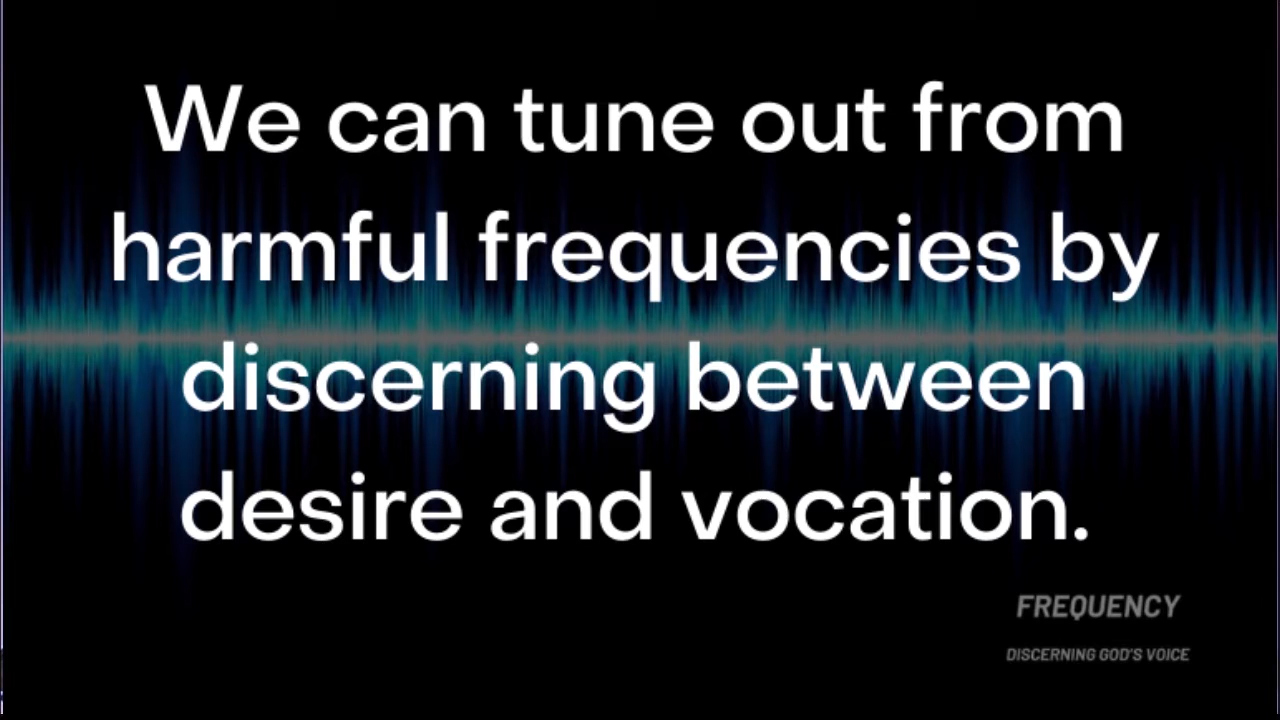 We can tune out from
harmful frequencies by
discerning between
desire and vocation.
FREQUENCY
DISCERNING GOD'S VOICE